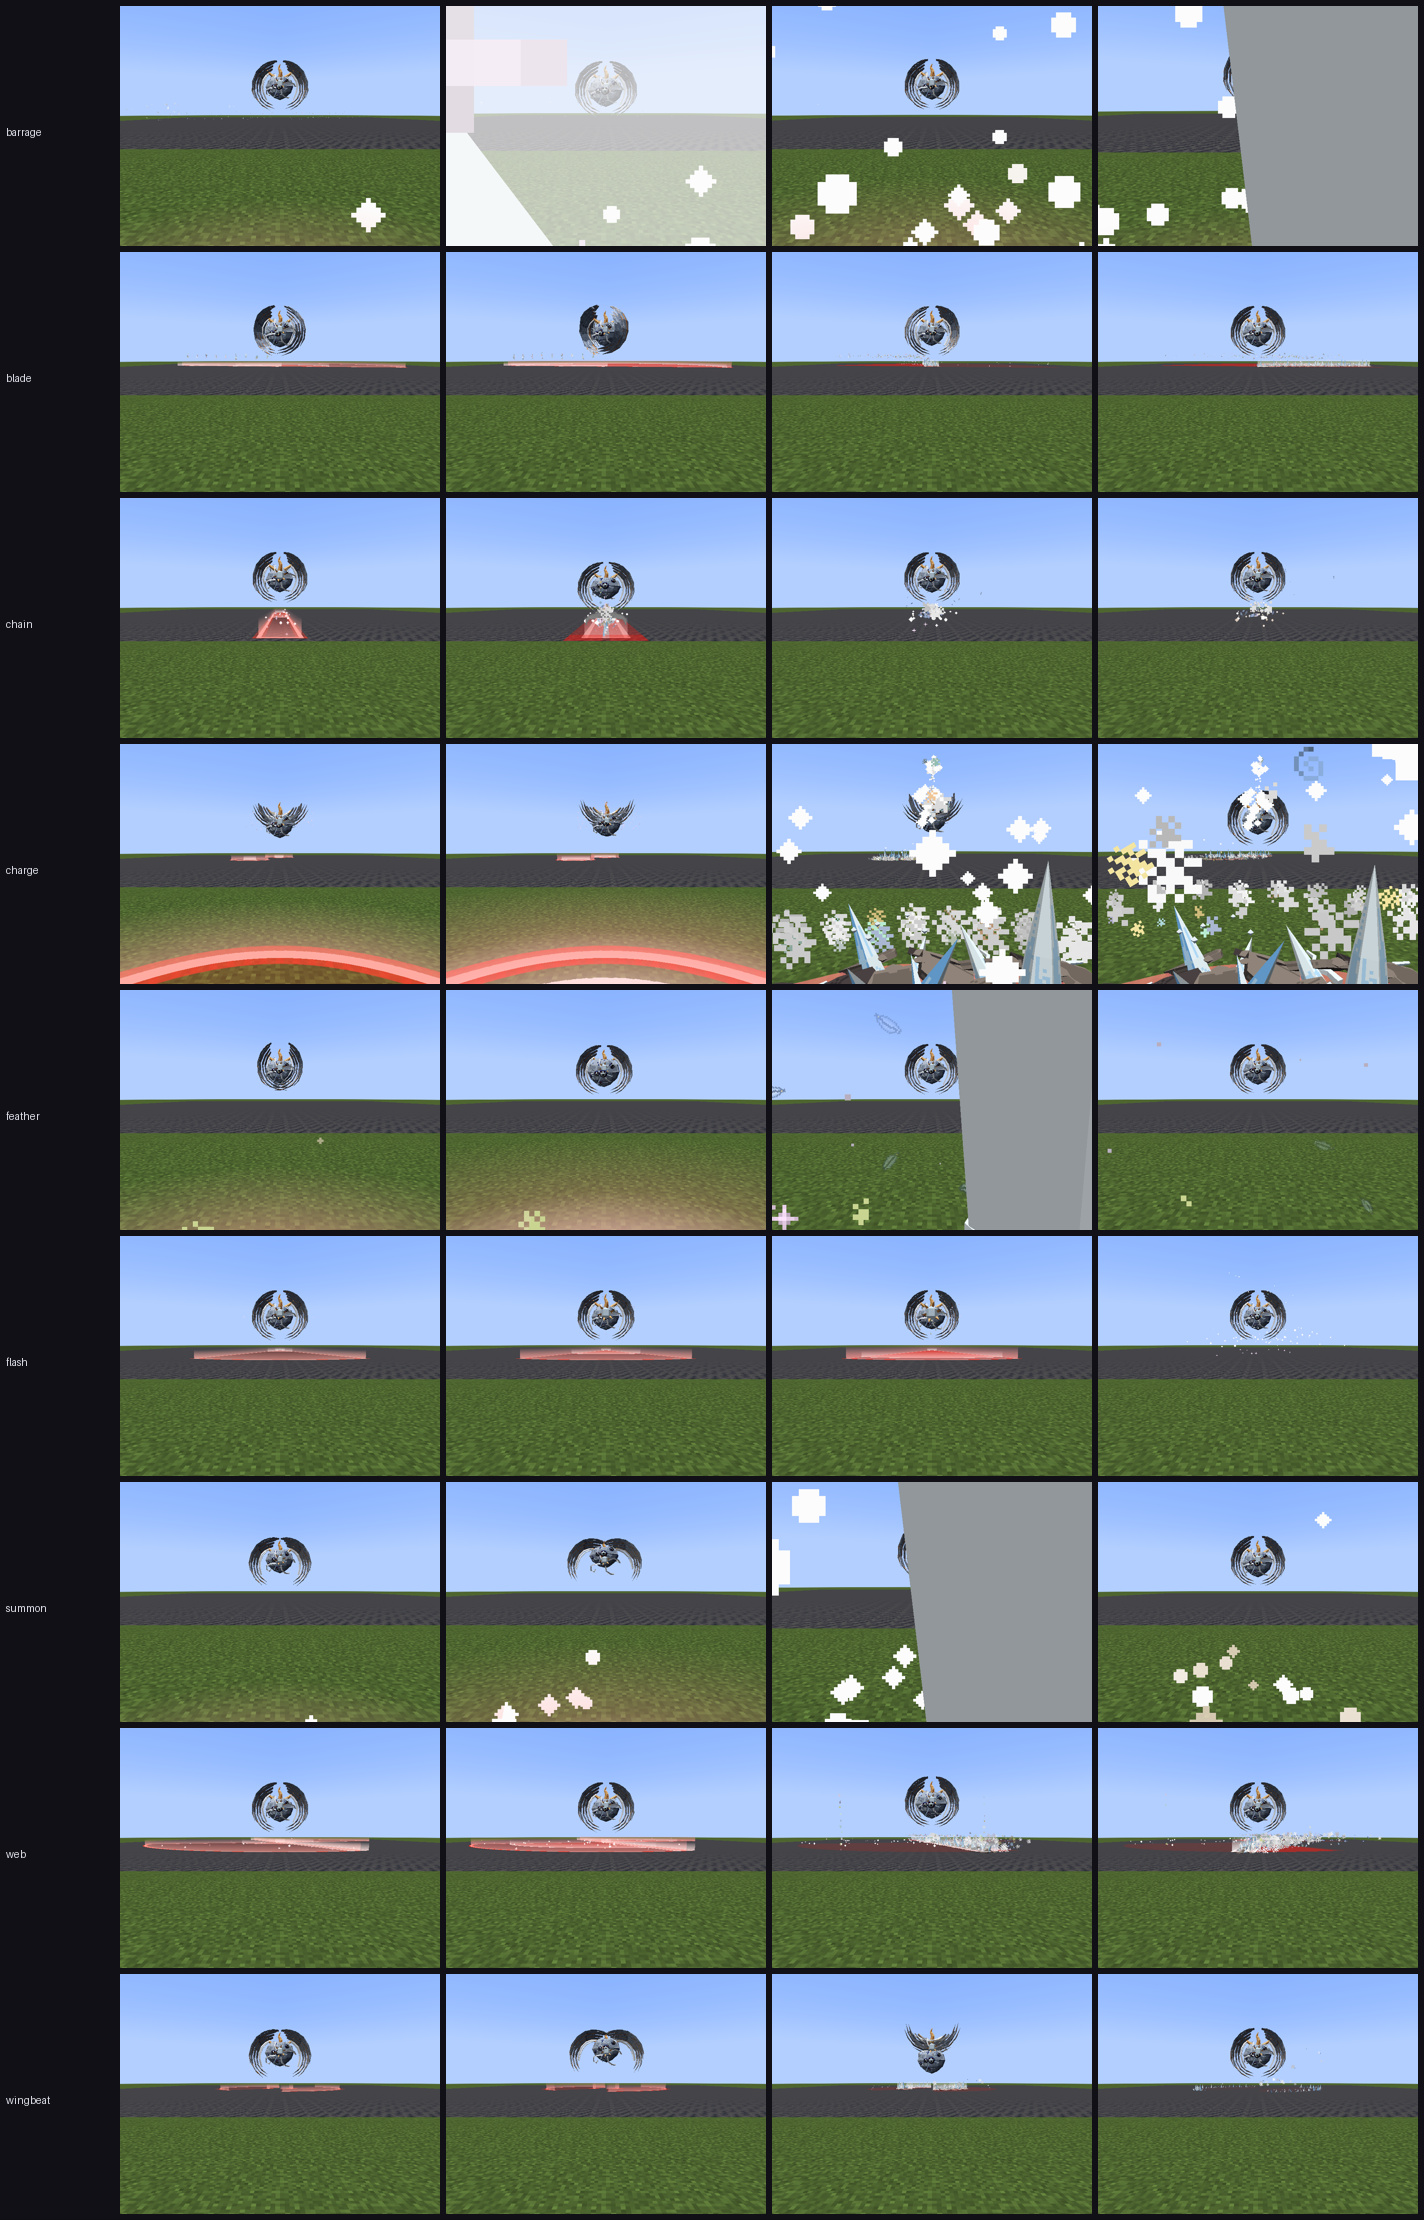 barrage
blade
chain
charge
feather
flash
summon
web
wingbeat